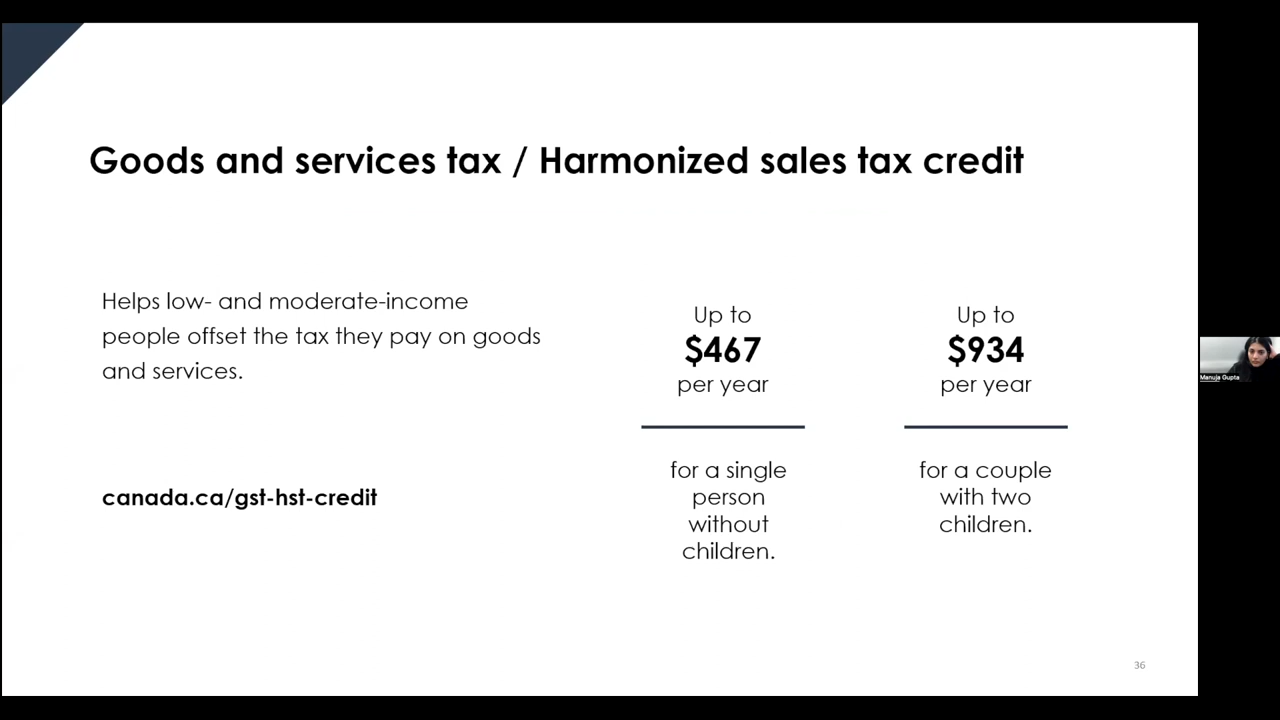 Goods and services tax / Harmonized sales tax credit
Helps low- and moderate-income
people offset the tax they pay on goods
and services.
canada.ca/gst-hst-credit
Up to
$467
per year
for a single
person
without
children.
Up to
$934
per year
for a couple
with two
children.
Manuja Gupta
36